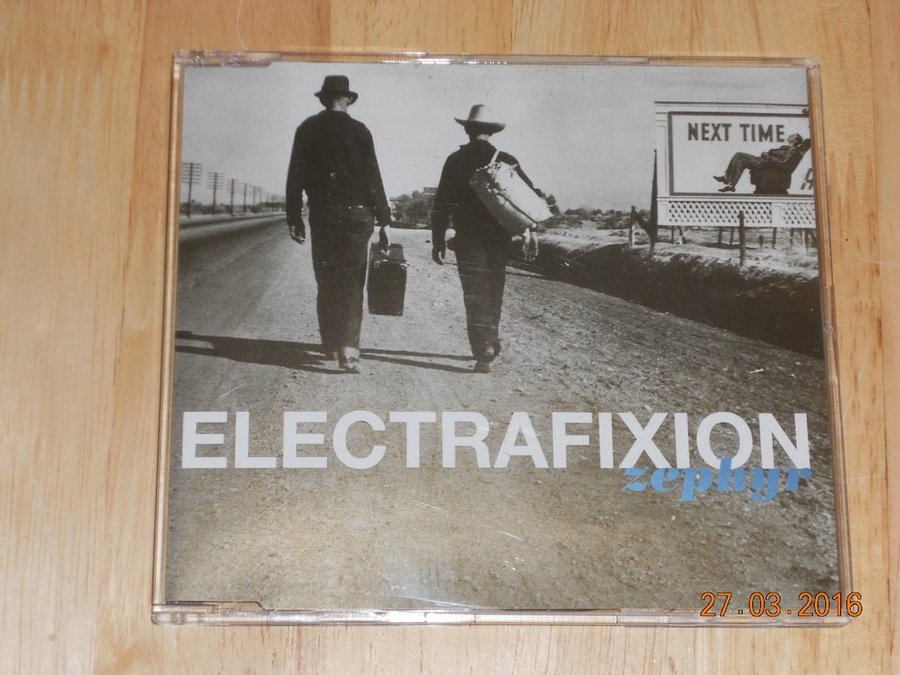 NEXT TIME
ELECTRAFIXION
zephyr
27.03.2016